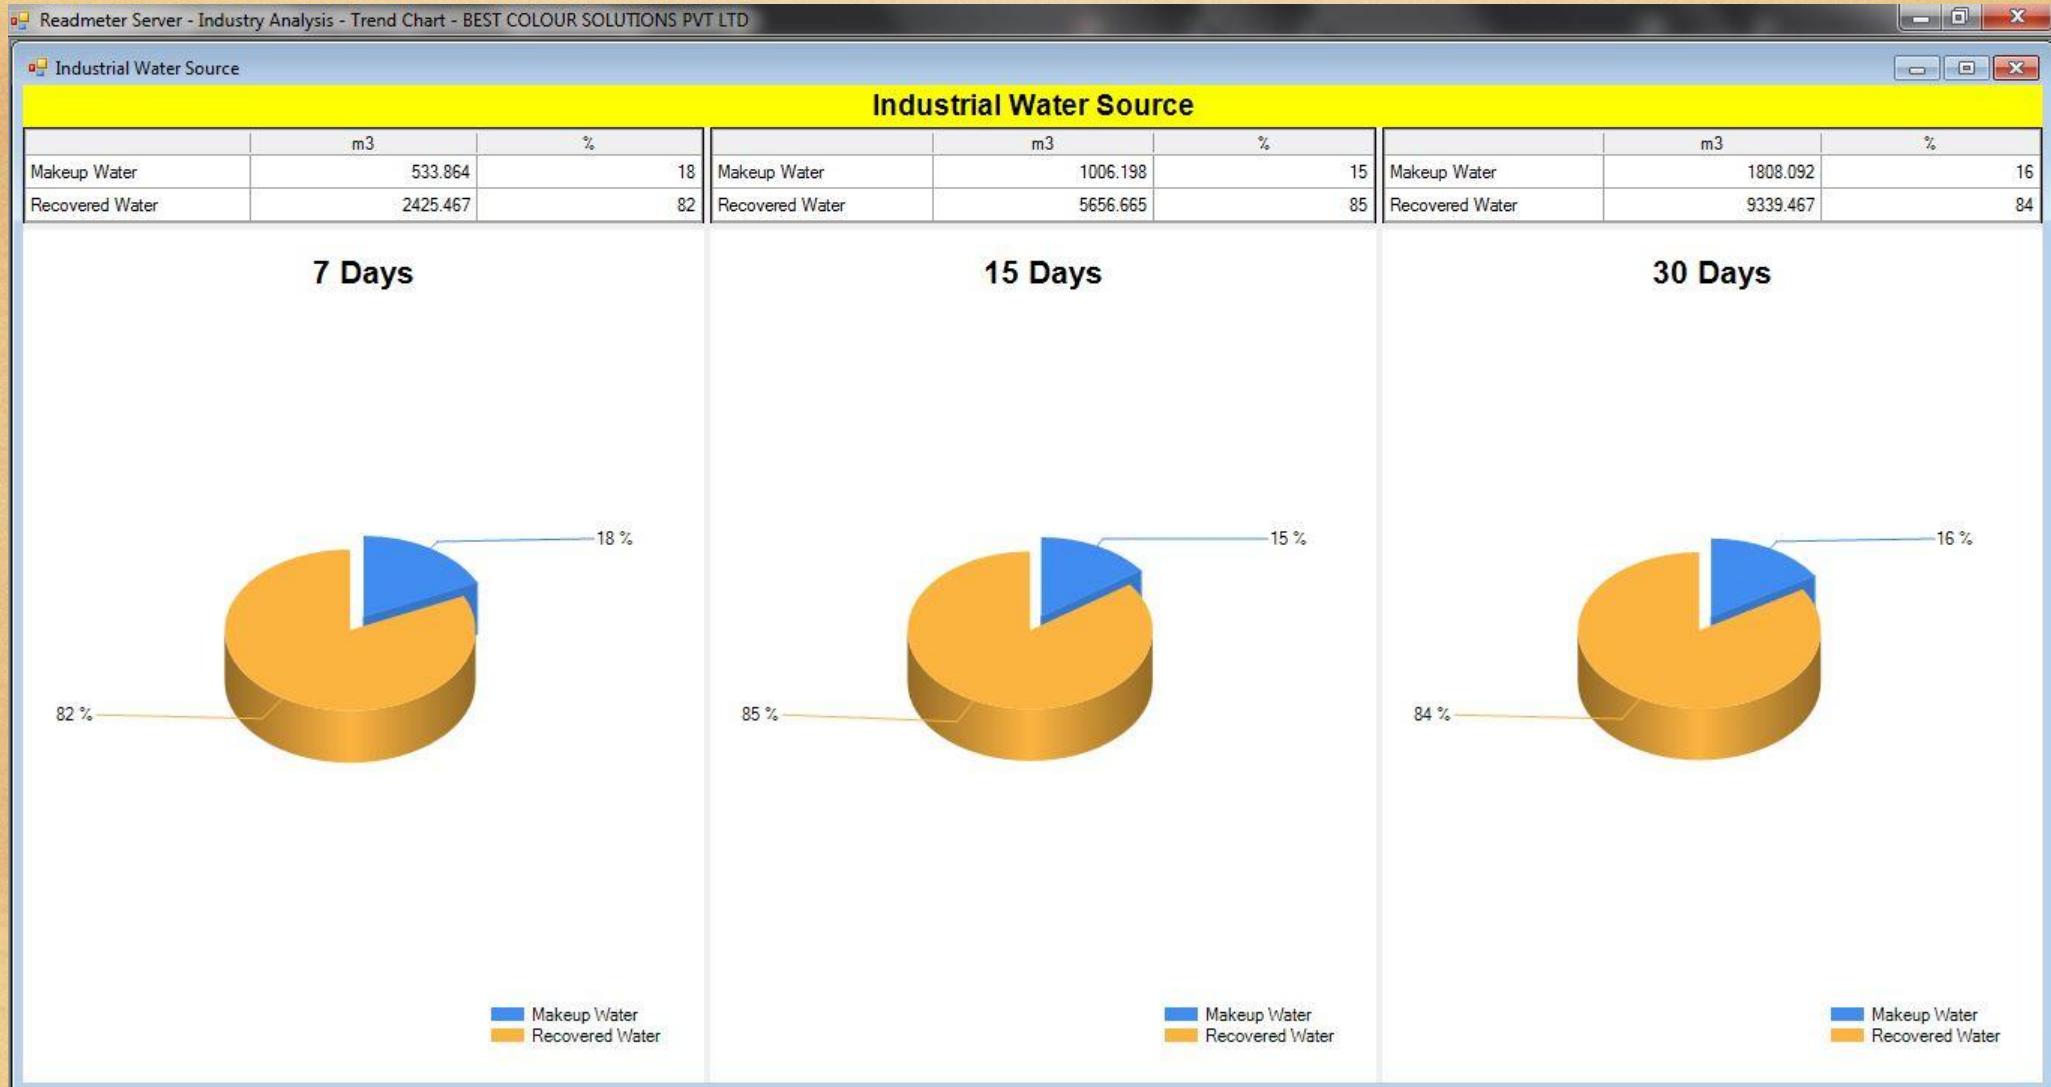 Readmeter Server - Industry Analysis - Trend Chart - BEST COLOUR SOLUTIONS PVT LTD
Industrial Water Source
Industrial Water Source
m3 %
Makeup Water 533.864 18
Recovered Water 2425.467 82
m3 %
Makeup Water 1006.198 15
Recovered Water 5656.665 85
m3 %
Makeup Water 1808.092 16
Recovered Water 9339.467 84
7 Days
18 %
82 %
Makeup Water
Recovered Water
15 Days
15 %
85 %
Makeup Water
Recovered Water
30 Days
16 %
84 %
Makeup Water
Recovered Water